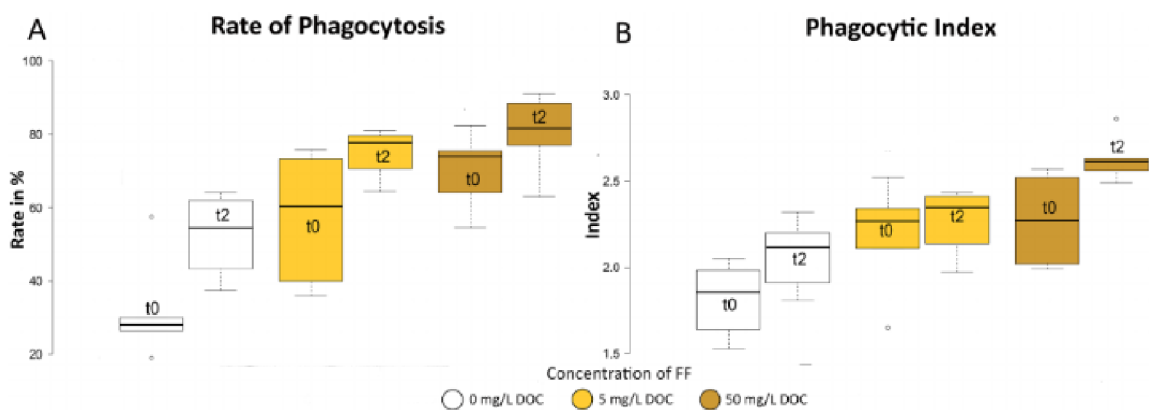 A
Rate of Phagocytosis
Rate in %
100
80
60
40
20
t0
t2
t0
t2
t0
t2
B
Phagocytic Index
Index
3.0
2.5
2.0
1.5
t0
t2
t0
t2
t0
t2
Concentration of FF
0 mg/L DOC
5 mg/L DOC
50 mg/L DOC